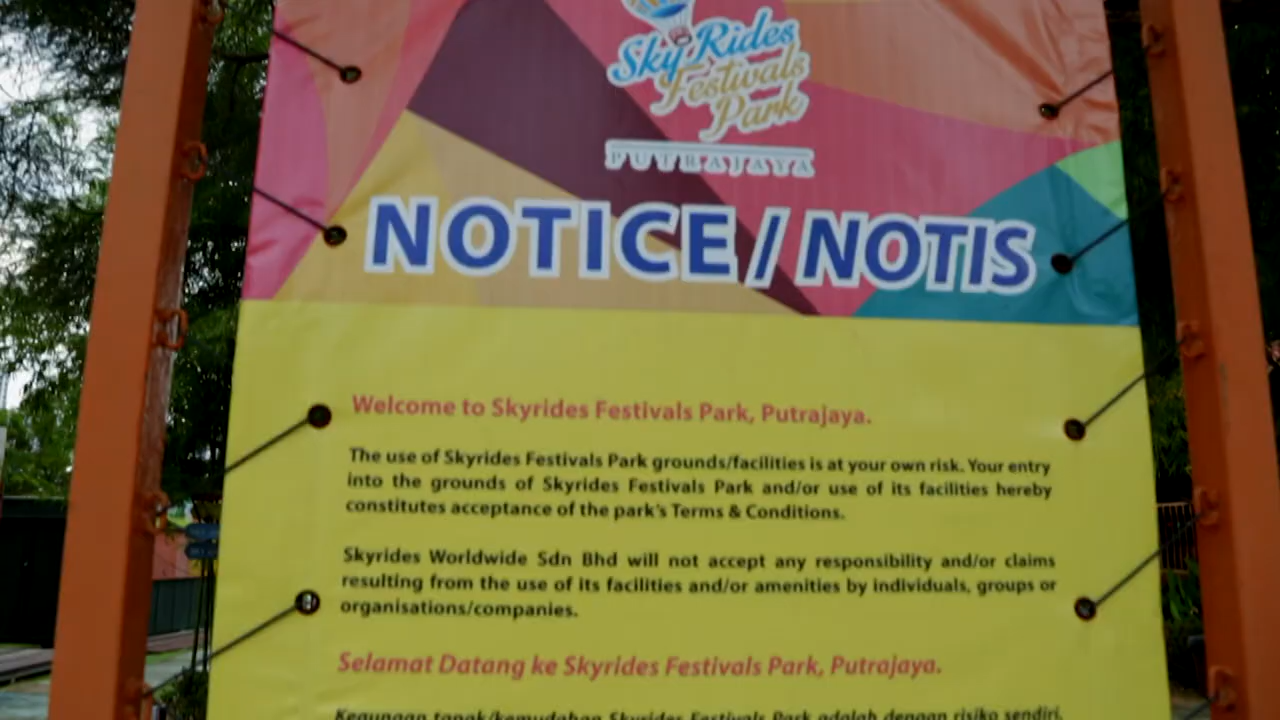 Sky Rides
Festivals
Park
PUTRAJAYA
NOTICE / NOTIS
Welcome to Skyrides Festivals Park, Putrajaya.
The use of Skyrides Festivals Park grounds/facilities is at your own risk. Your entry
into the grounds of Skyrides Festivals Park and/or use of its facilities hereby
constitutes acceptance of the park's Terms & Conditions.
Skyrides Worldwide Sdn Bhd will not accept any responsibility and/or claims
resulting from the use of its facilities and/or amenities by individuals, groups or
organisations/companies.
Selamat Datang ke Skyrides Festivals Park, Putrajaya.
Kegunaan tapak/kemudahan Skyrides Festivals Park adalah dengan risiko sendiri.